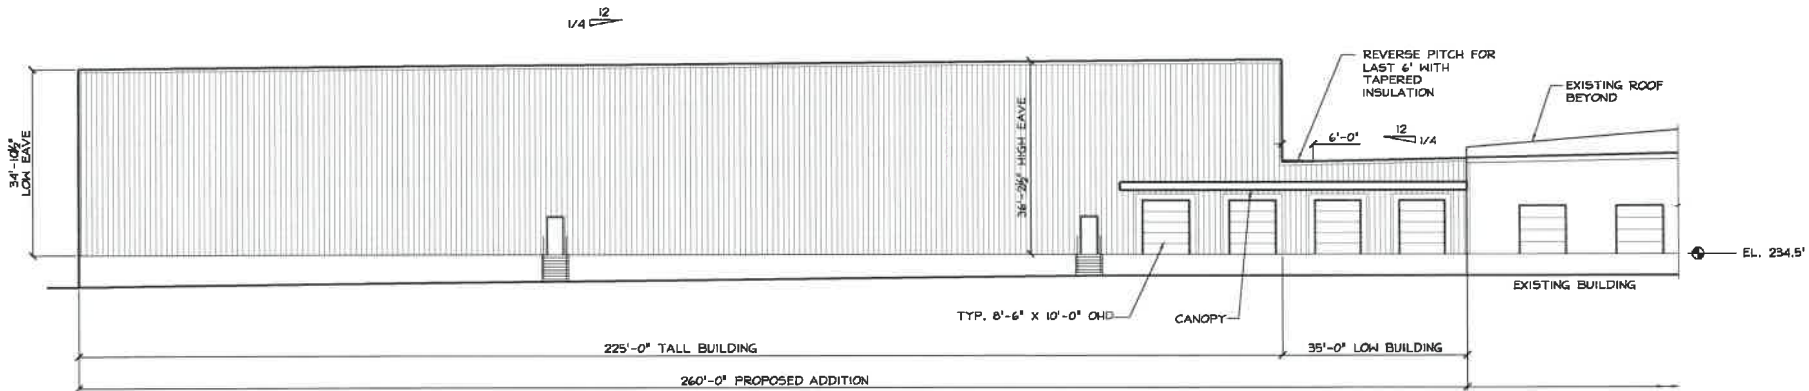 12
1/4
REVERSE PITCH FOR
LAST 6' WITH
TAPERED
INSULATION
EXISTING ROOF
BEYOND
6'-0"
12
1/4
34'-10½"
LOW EAVE
36'-2½" HIGH EAVE
EL. 234.5'
EXISTING BUILDING
TYP. 8'-6" X 10'-0" OHD
CANOPY
225'-0" TALL BUILDING
35'-0" LOW BUILDING
260'-0" PROPOSED ADDITION